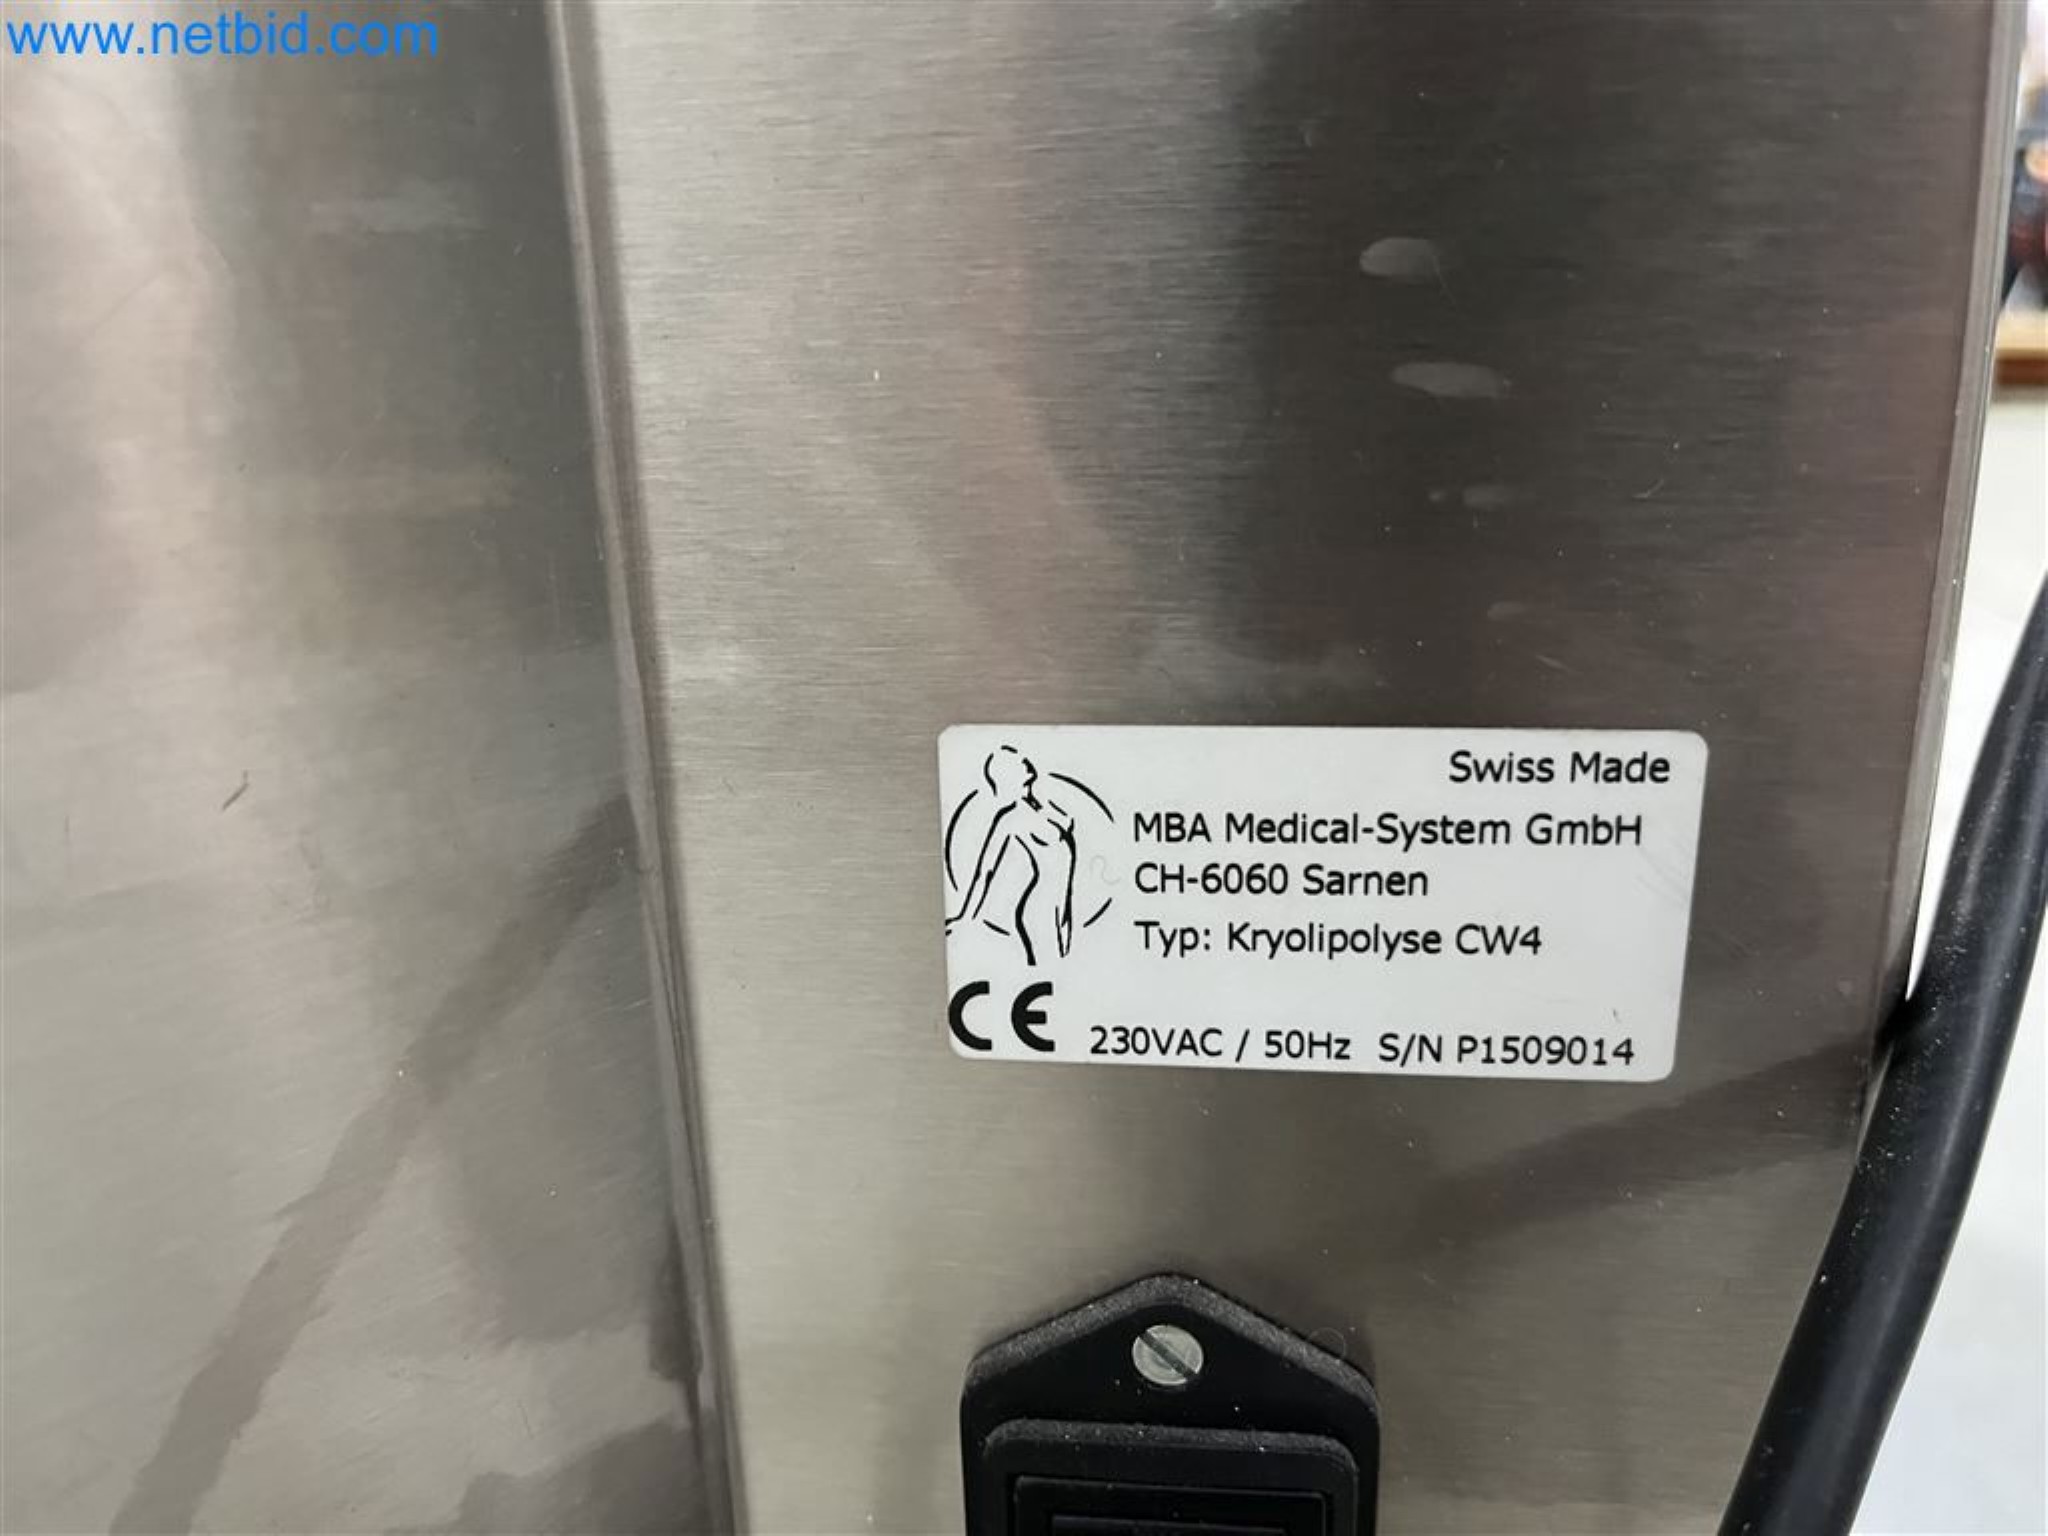 www.netbid.com
Swiss Made
MBA Medical-System GmbH
CH-6060 Sarnen
Typ: Kryolipolyse CW4
CE 230VAC / 50Hz S/N P1509014